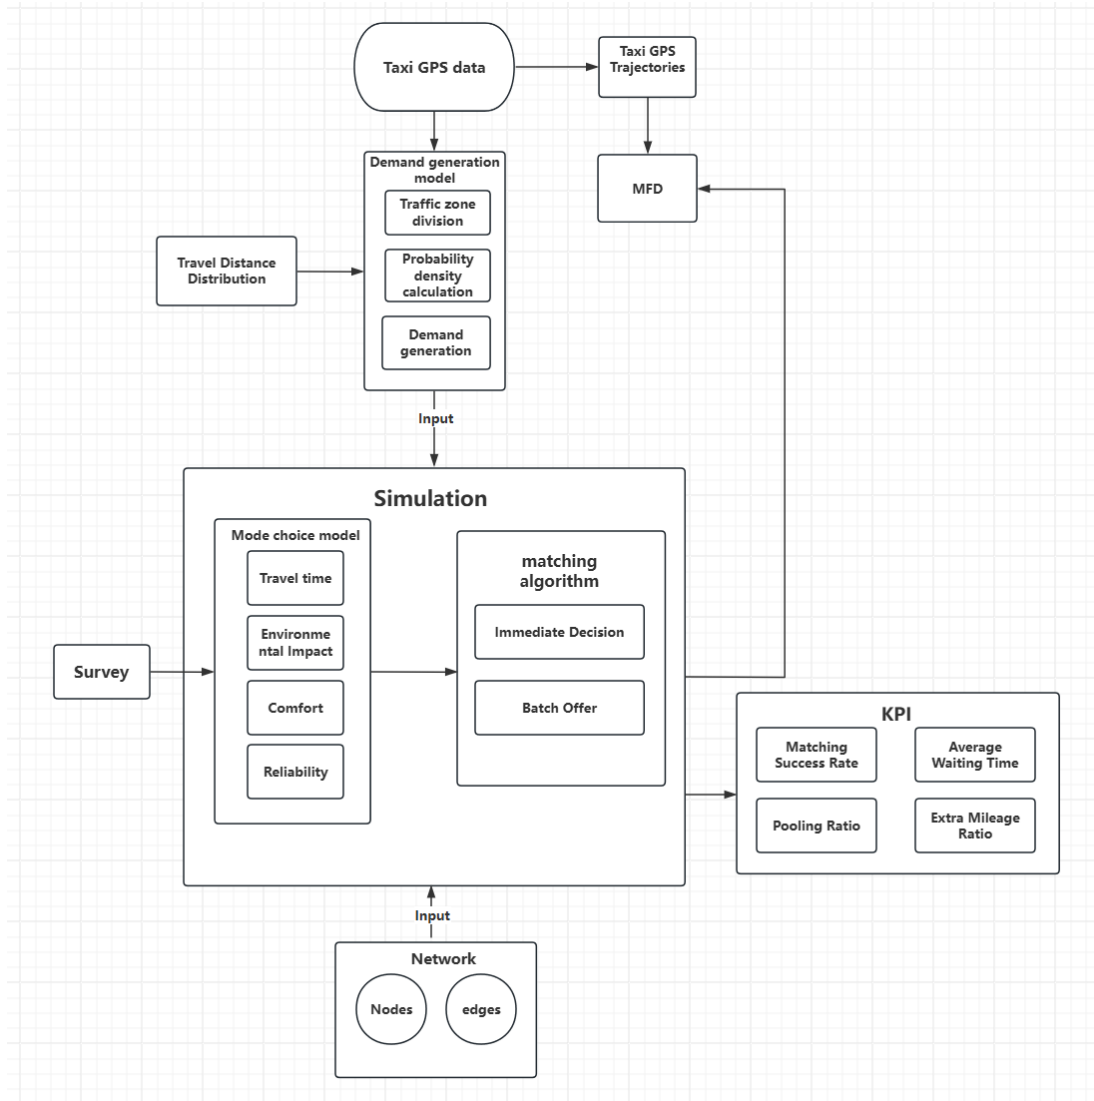 Taxi GPS data
Taxi GPS
Trajectories
Demand generation
model
Traffic zone
division
MFD
Travel Distance
Distribution
Probability
density
calculation
Demand
generation
Input
Simulation
Mode choice model
Travel time
Environme
ntal Impact
Comfort
Reliability
matching
algorithm
Immediate Decision
Batch Offer
Survey
KPI
Matching
Success Rate
Average
Waiting Time
Pooling Ratio
Extra Mileage
Ratio
Input
Network
Nodes
edges